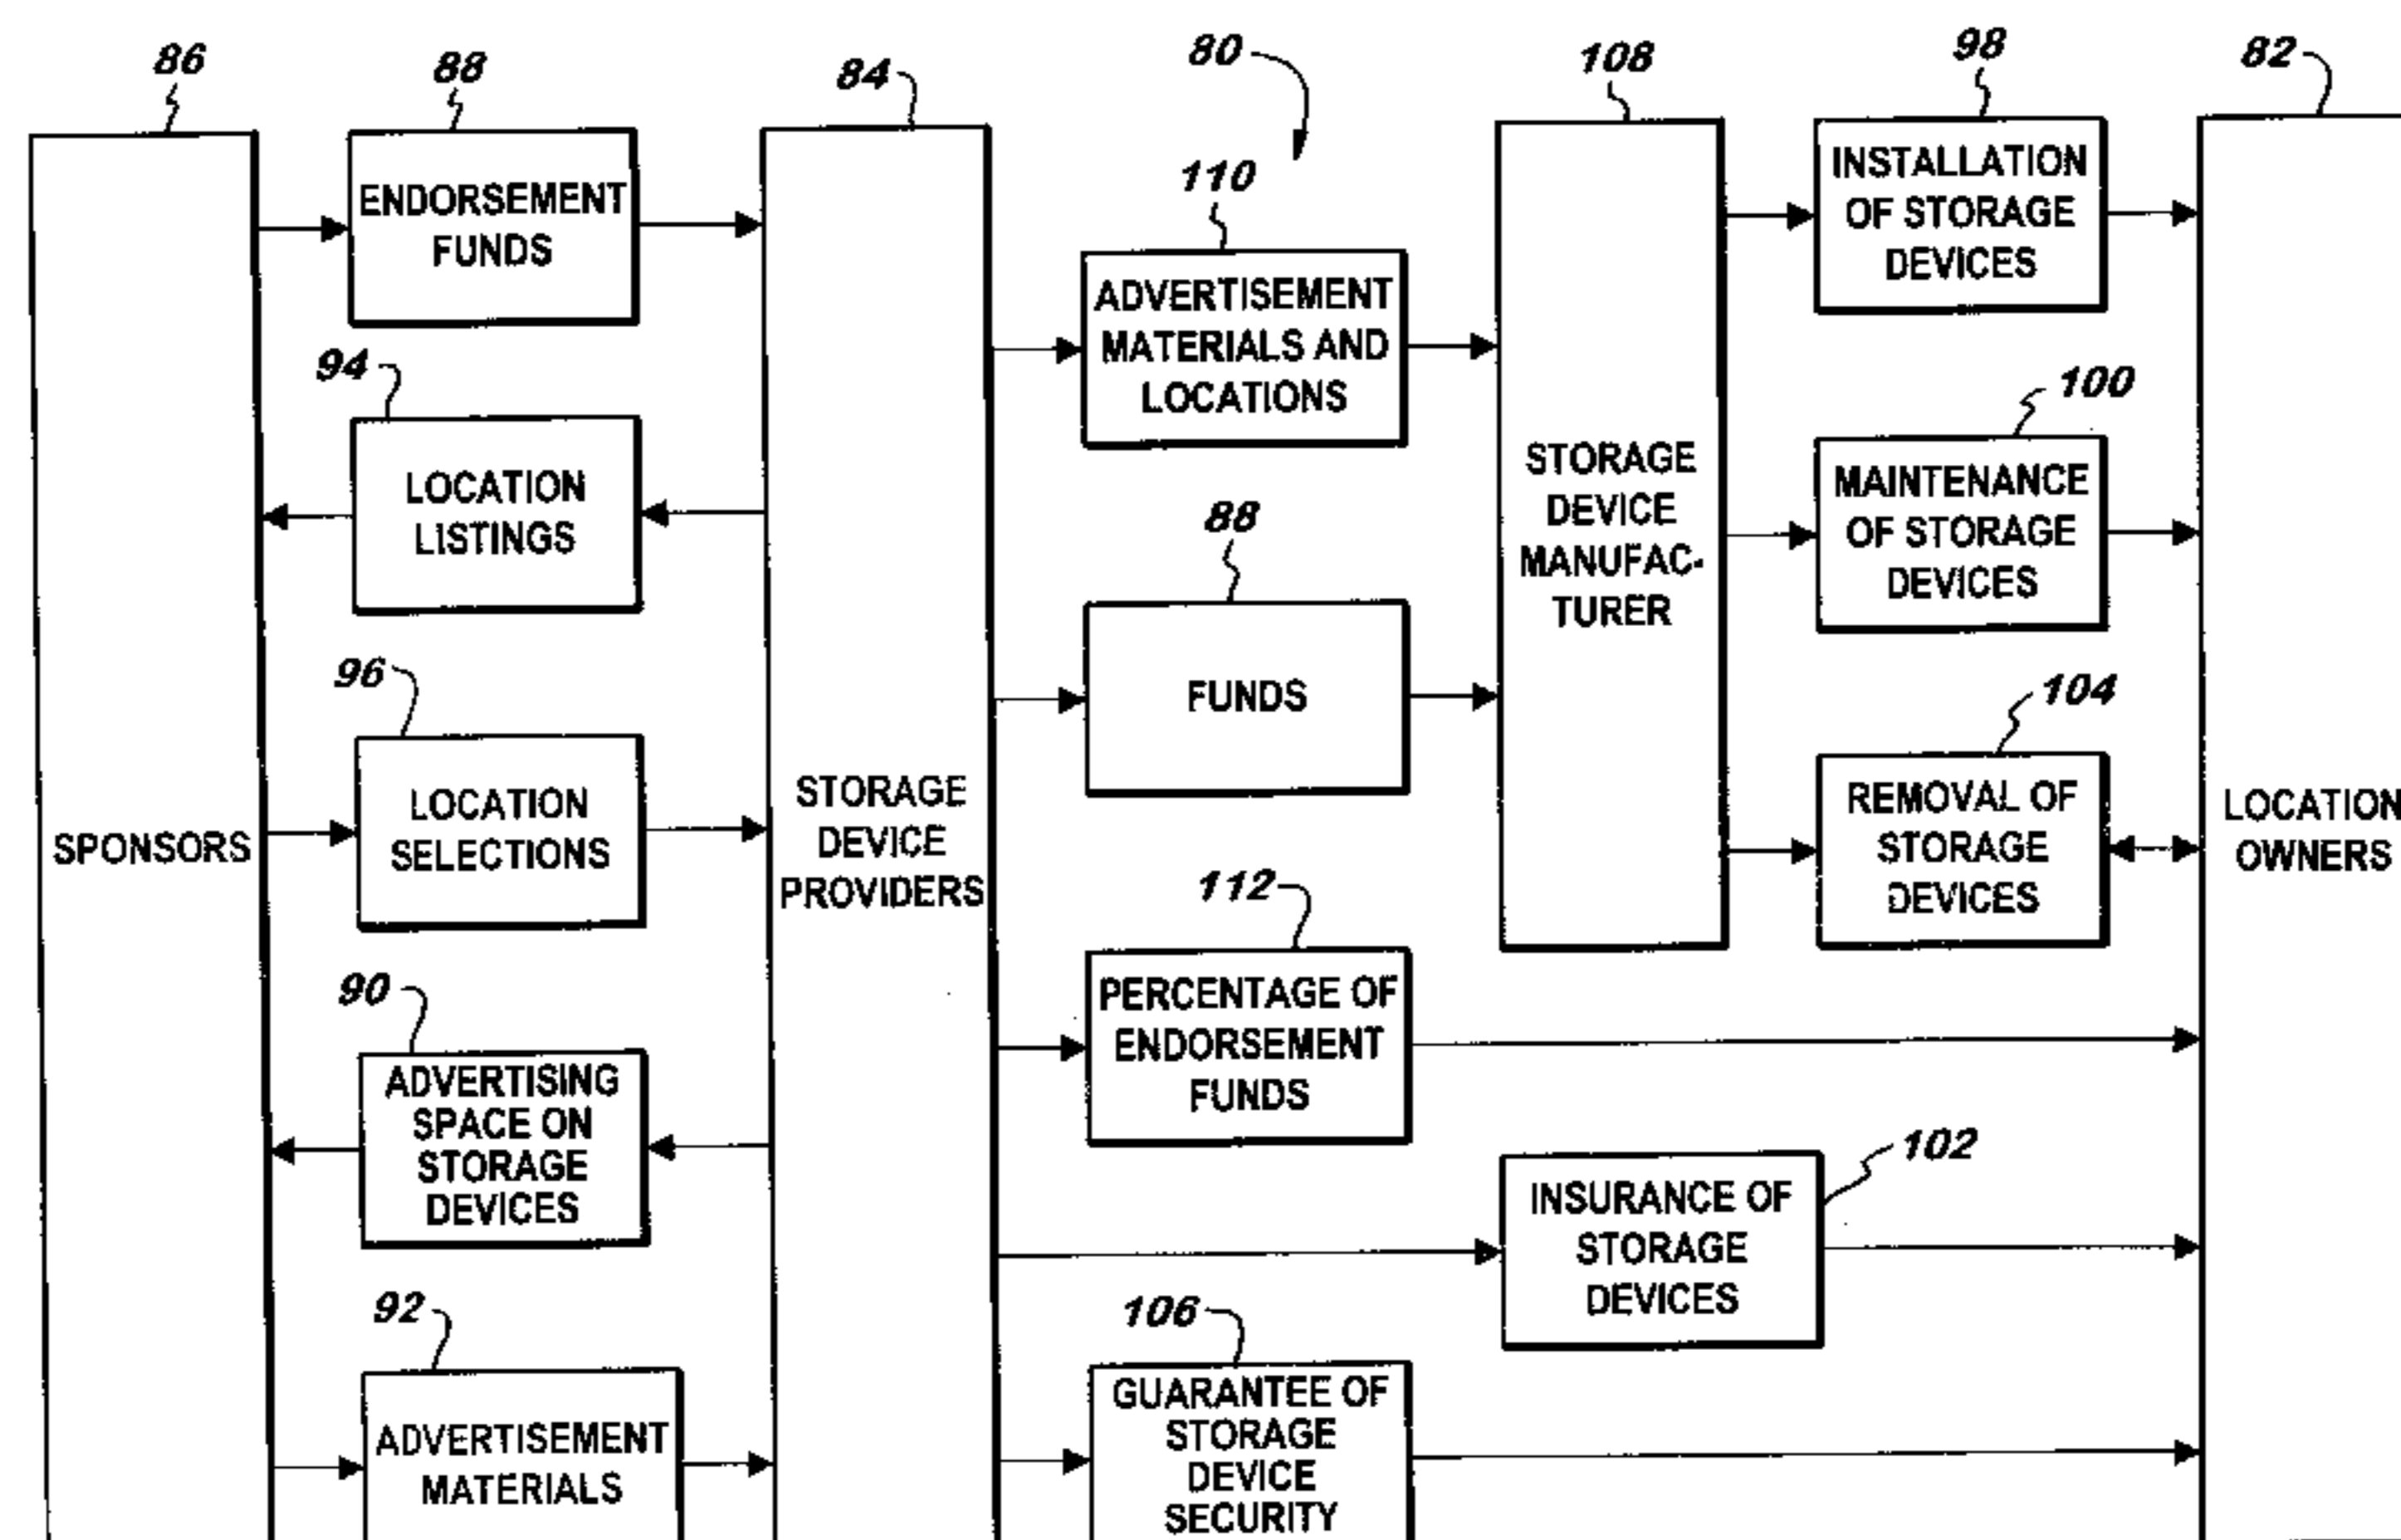 86
88
84
80
108
98
82
110
ENDORSEMENT
FUNDS
INSTALLATION
OF STORAGE
DEVICES
ADVERTISEMENT
MATERIALS AND
LOCATIONS
94
LOCATION
LISTINGS
100
MAINTENANCE
OF STORAGE
DEVICES
STORAGE
DEVICE
MANUFAC-
TURER
88
FUNDS
96
LOCATION
SELECTIONS
104
REMOVAL OF
STORAGE
DEVICES
SPONSORS
STORAGE
DEVICE
PROVIDERS
LOCATION
OWNERS
112
PERCENTAGE OF
ENDORSEMENT
FUNDS
90
ADVERTISING
SPACE ON
STORAGE
DEVICES
102
INSURANCE OF
STORAGE
DEVICES
92
ADVERTISEMENT
MATERIALS
106
GUARANTEE OF
STORAGE
DEVICE
SECURITY